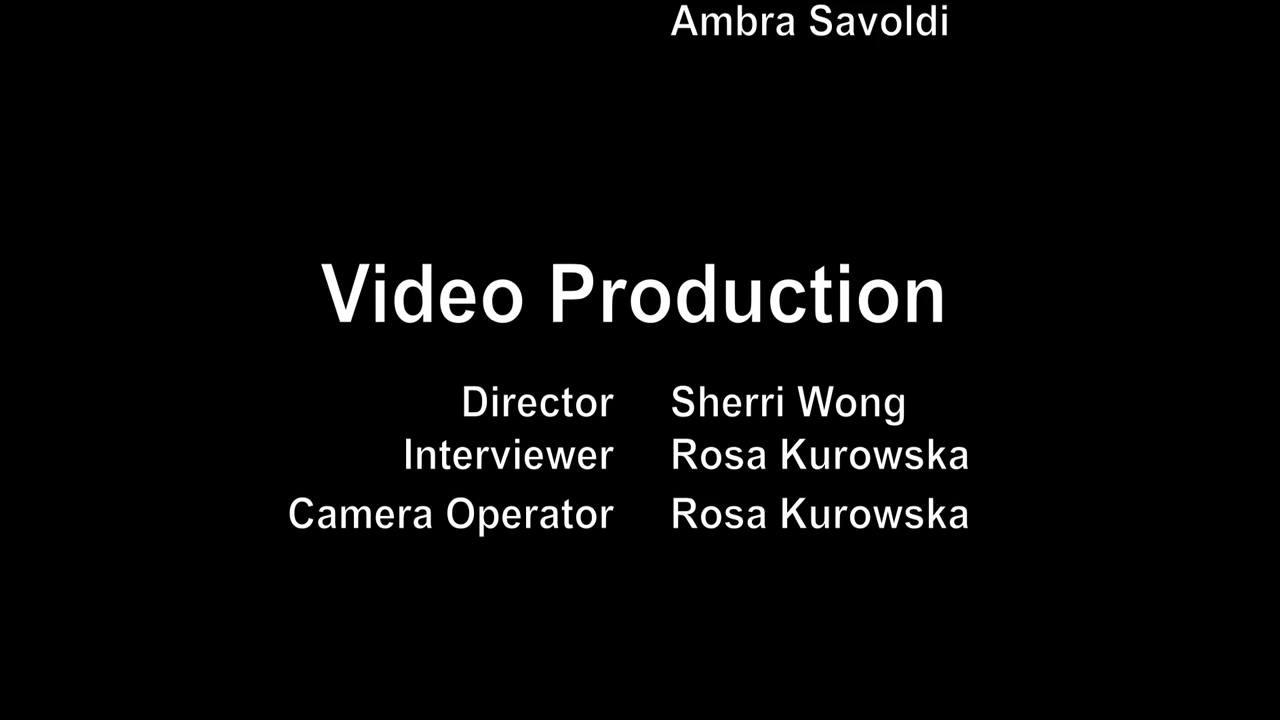 Ambra Savoldi
Video Production
Director Sherri Wong
Interviewer Rosa Kurowska
Camera Operator Rosa Kurowska